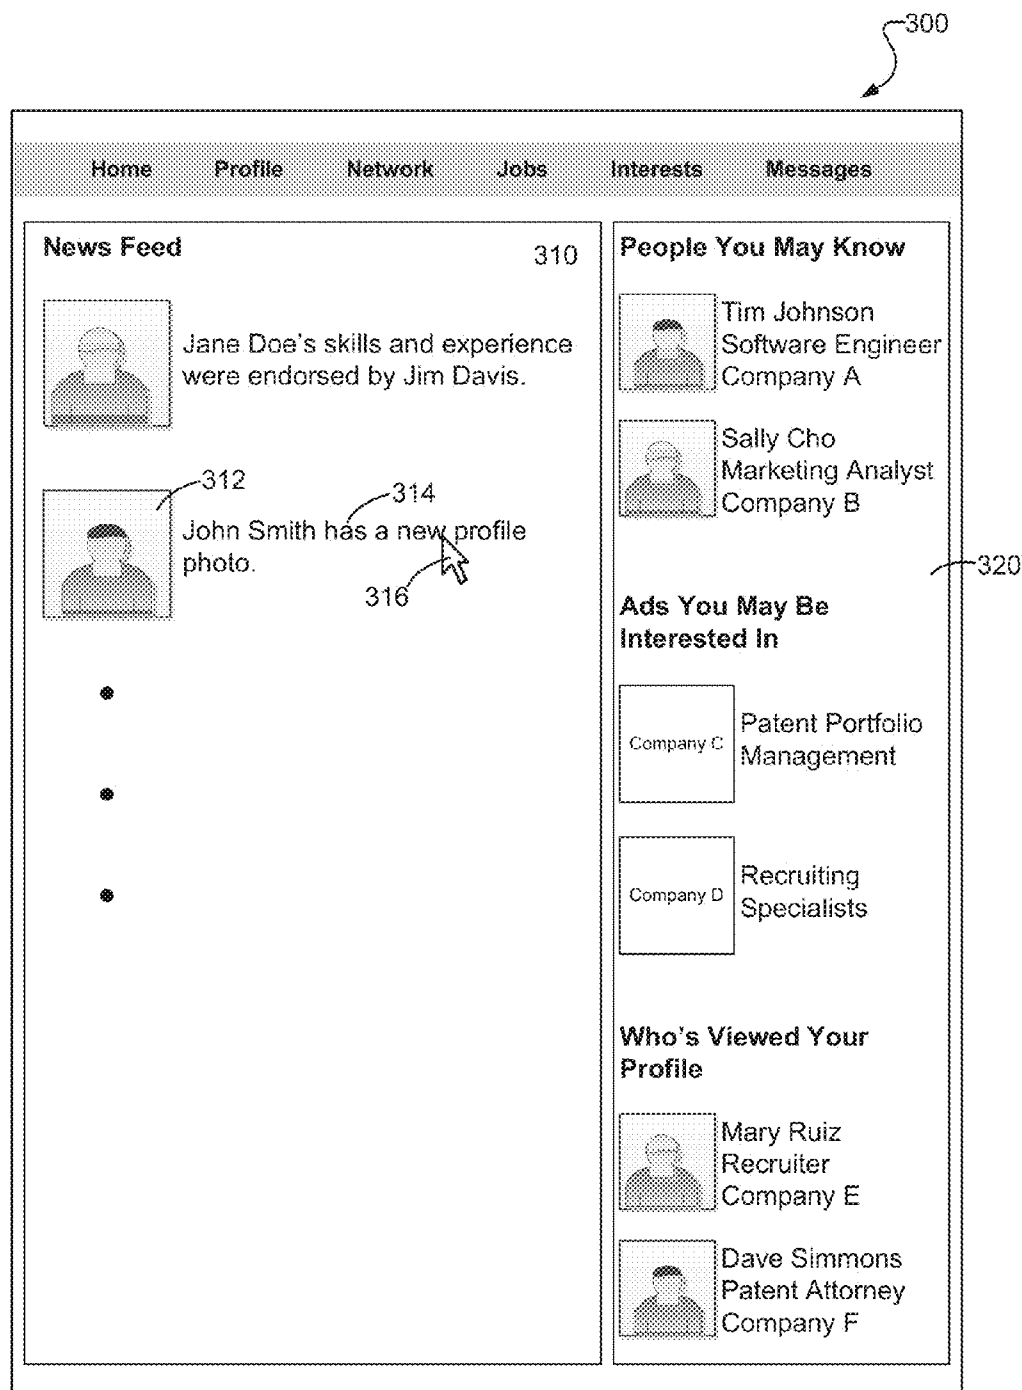 300
Home Profile Network Jobs Interests Messages
News Feed
310
Jane Doe's skills and experience
were endorsed by Jim Davis.
312
314
John Smith has a new profile
photo.
316
People You May Know
Tim Johnson
Software Engineer
Company A
Sally Cho
Marketing Analyst
Company B
320
Ads You May Be
Interested In
Company C
Patent Portfolio
Management
Company D
Recruiting
Specialists
Who's Viewed Your
Profile
Mary Ruiz
Recruiter
Company E
Dave Simmons
Patent Attorney
Company F